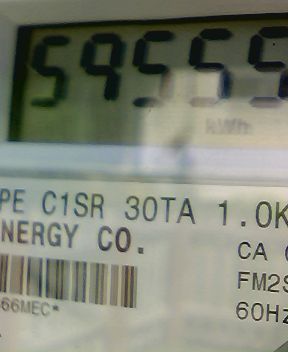 59555
kWh
PE C1SR 30TA 1.0K
NERGY CO.
CA
FM2S
66MEC*
60Hz